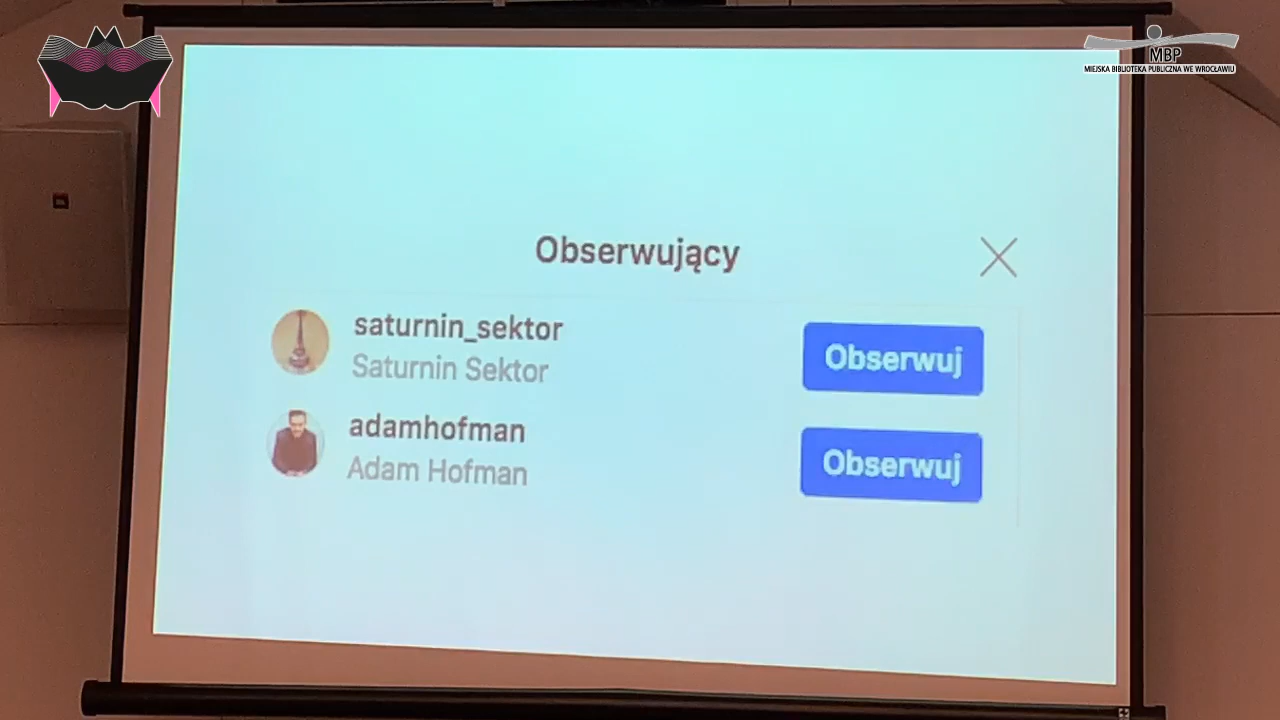 MBP
MIEJSKA BIBLIOTEKA PUBLICZNA WE WROCŁAWIU
Obserwujący
saturnin_sektor
Saturnin Sektor
Obserwuj
adamhofman
Adam Hofman
Obserwuj